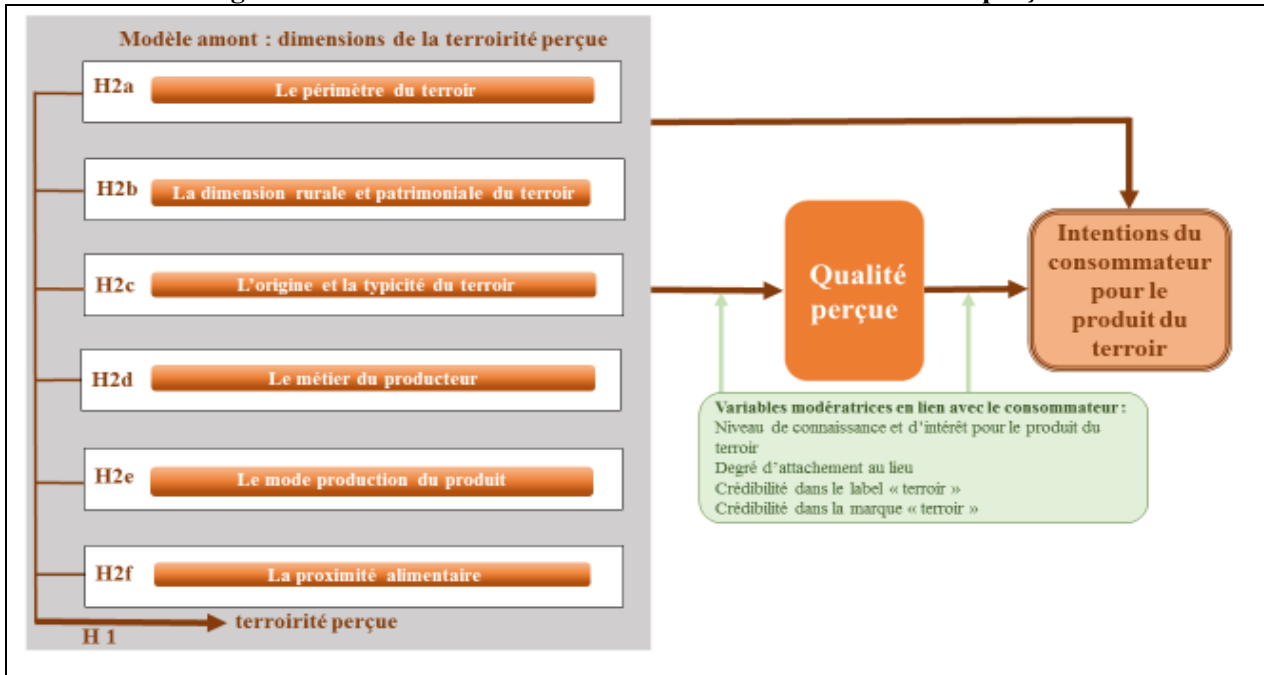 Modèle amont : dimensions de la terroirité perçue
H2a
Le périmètre du terroir
H2b
La dimension rurale et patrimoniale du terroir
H2c
L'origine et la typicité du terroir
H2d
Le métier du producteur
H2e
Le mode production du produit
H2f
La proximité alimentaire
terroirité perçue
H 1
Qualité
perçue
Intentions du
consommateur
pour le
produit du
terroir
Variables modératrices en lien avec le consommateur :
Niveau de connaissance et d'intérêt pour le produit du
terroir
Degré d'attachement au lieu
Crédibilité dans le label « terroir »
Crédibilité dans la marque « terroir »